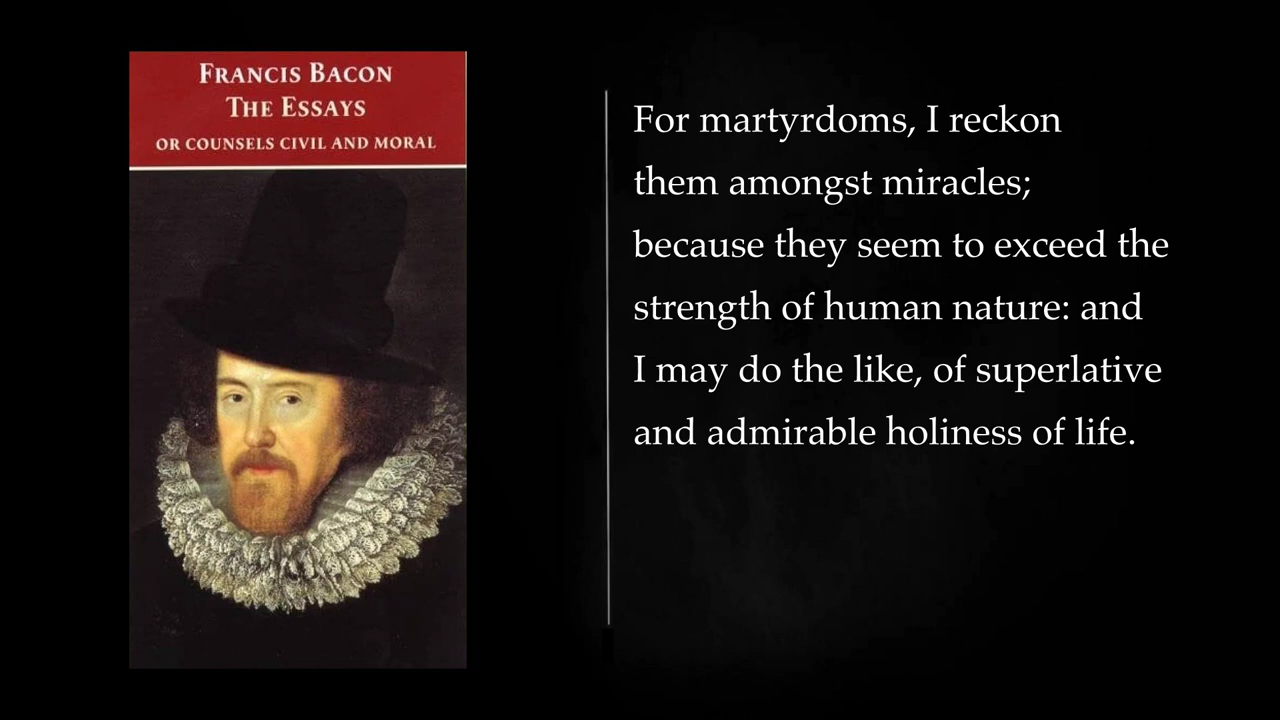 FRANCIS BACON
THE ESSAYS
OR COUNSELS CIVIL AND MORAL
For martyrdoms, I reckon
them amongst miracles;
because they seem to exceed the
strength of human nature: and
I may do the like, of superlative
and admirable holiness of life.